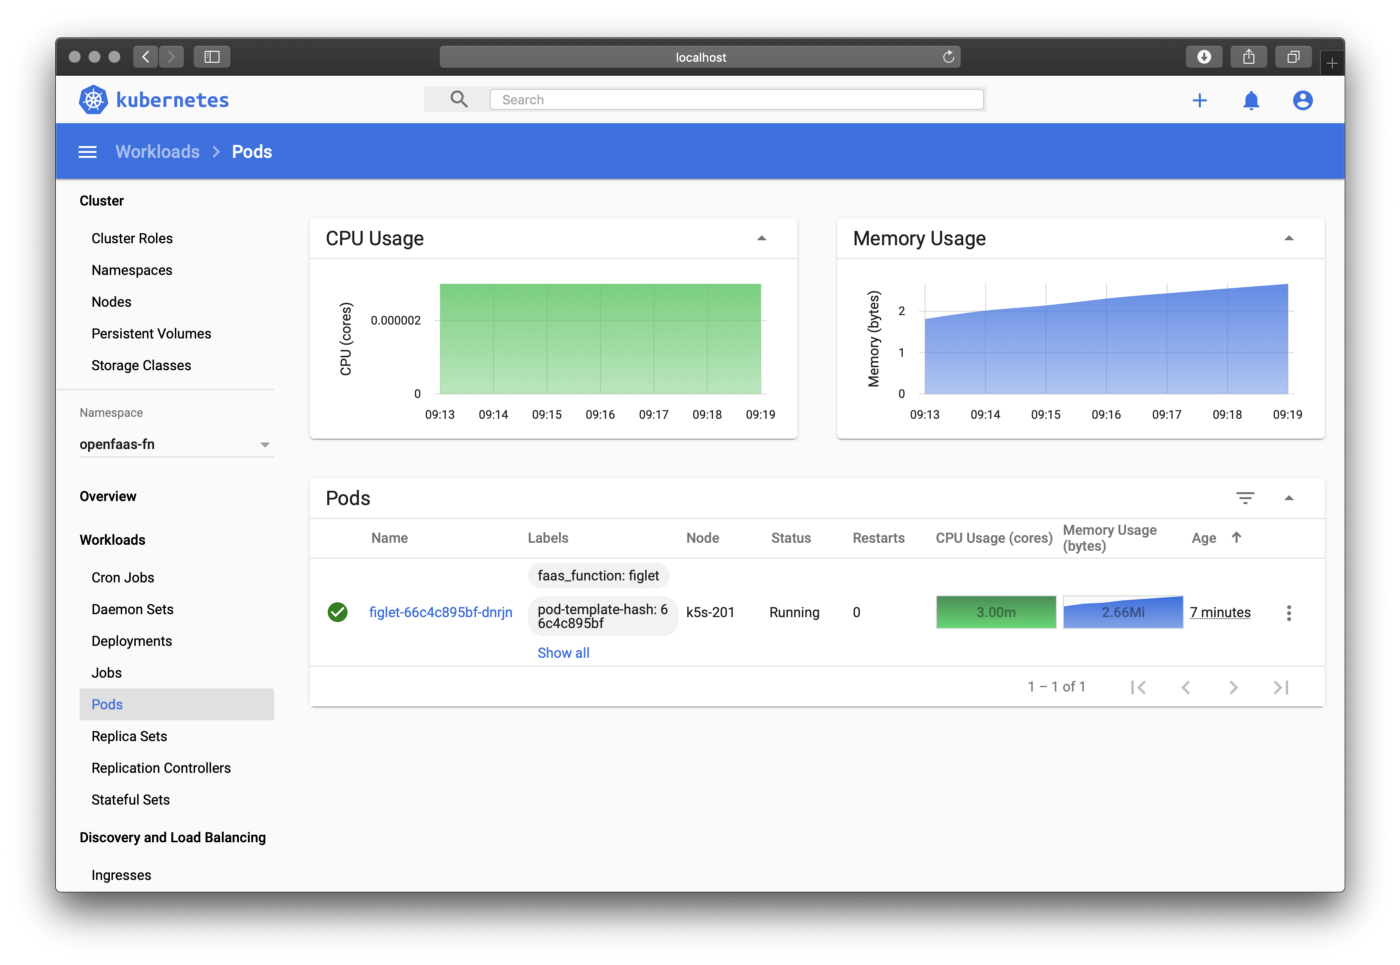 localhost
kubernetes
Search
Workloads > Pods
Cluster
Cluster Roles
Namespaces
Nodes
Persistent Volumes
Storage Classes
Namespace
openfaas-fn
Overview
Workloads
Cron Jobs
Daemon Sets
Deployments
Jobs
Pods
Replica Sets
Replication Controllers
Stateful Sets
Discovery and Load Balancing
Ingresses
CPU Usage
CPU (cores)
0.000002
0
09:13 09:14 09:15 09:16 09:17 09:18 09:19
Memory Usage
Memory (bytes)
2
1
0
09:13 09:14 09:15 09:16 09:17 09:18 09:19
Pods
Name Labels Node Status Restarts CPU Usage (cores) Memory Usage
(bytes) Age
faas_function: figlet
figlet-66c4c895bf-dnrjn
pod-template-hash: 6
6c4c895bf
k5s-201 Running 0 3.00m 2.66Mi 7 minutes
Show all
1 – 1 of 1